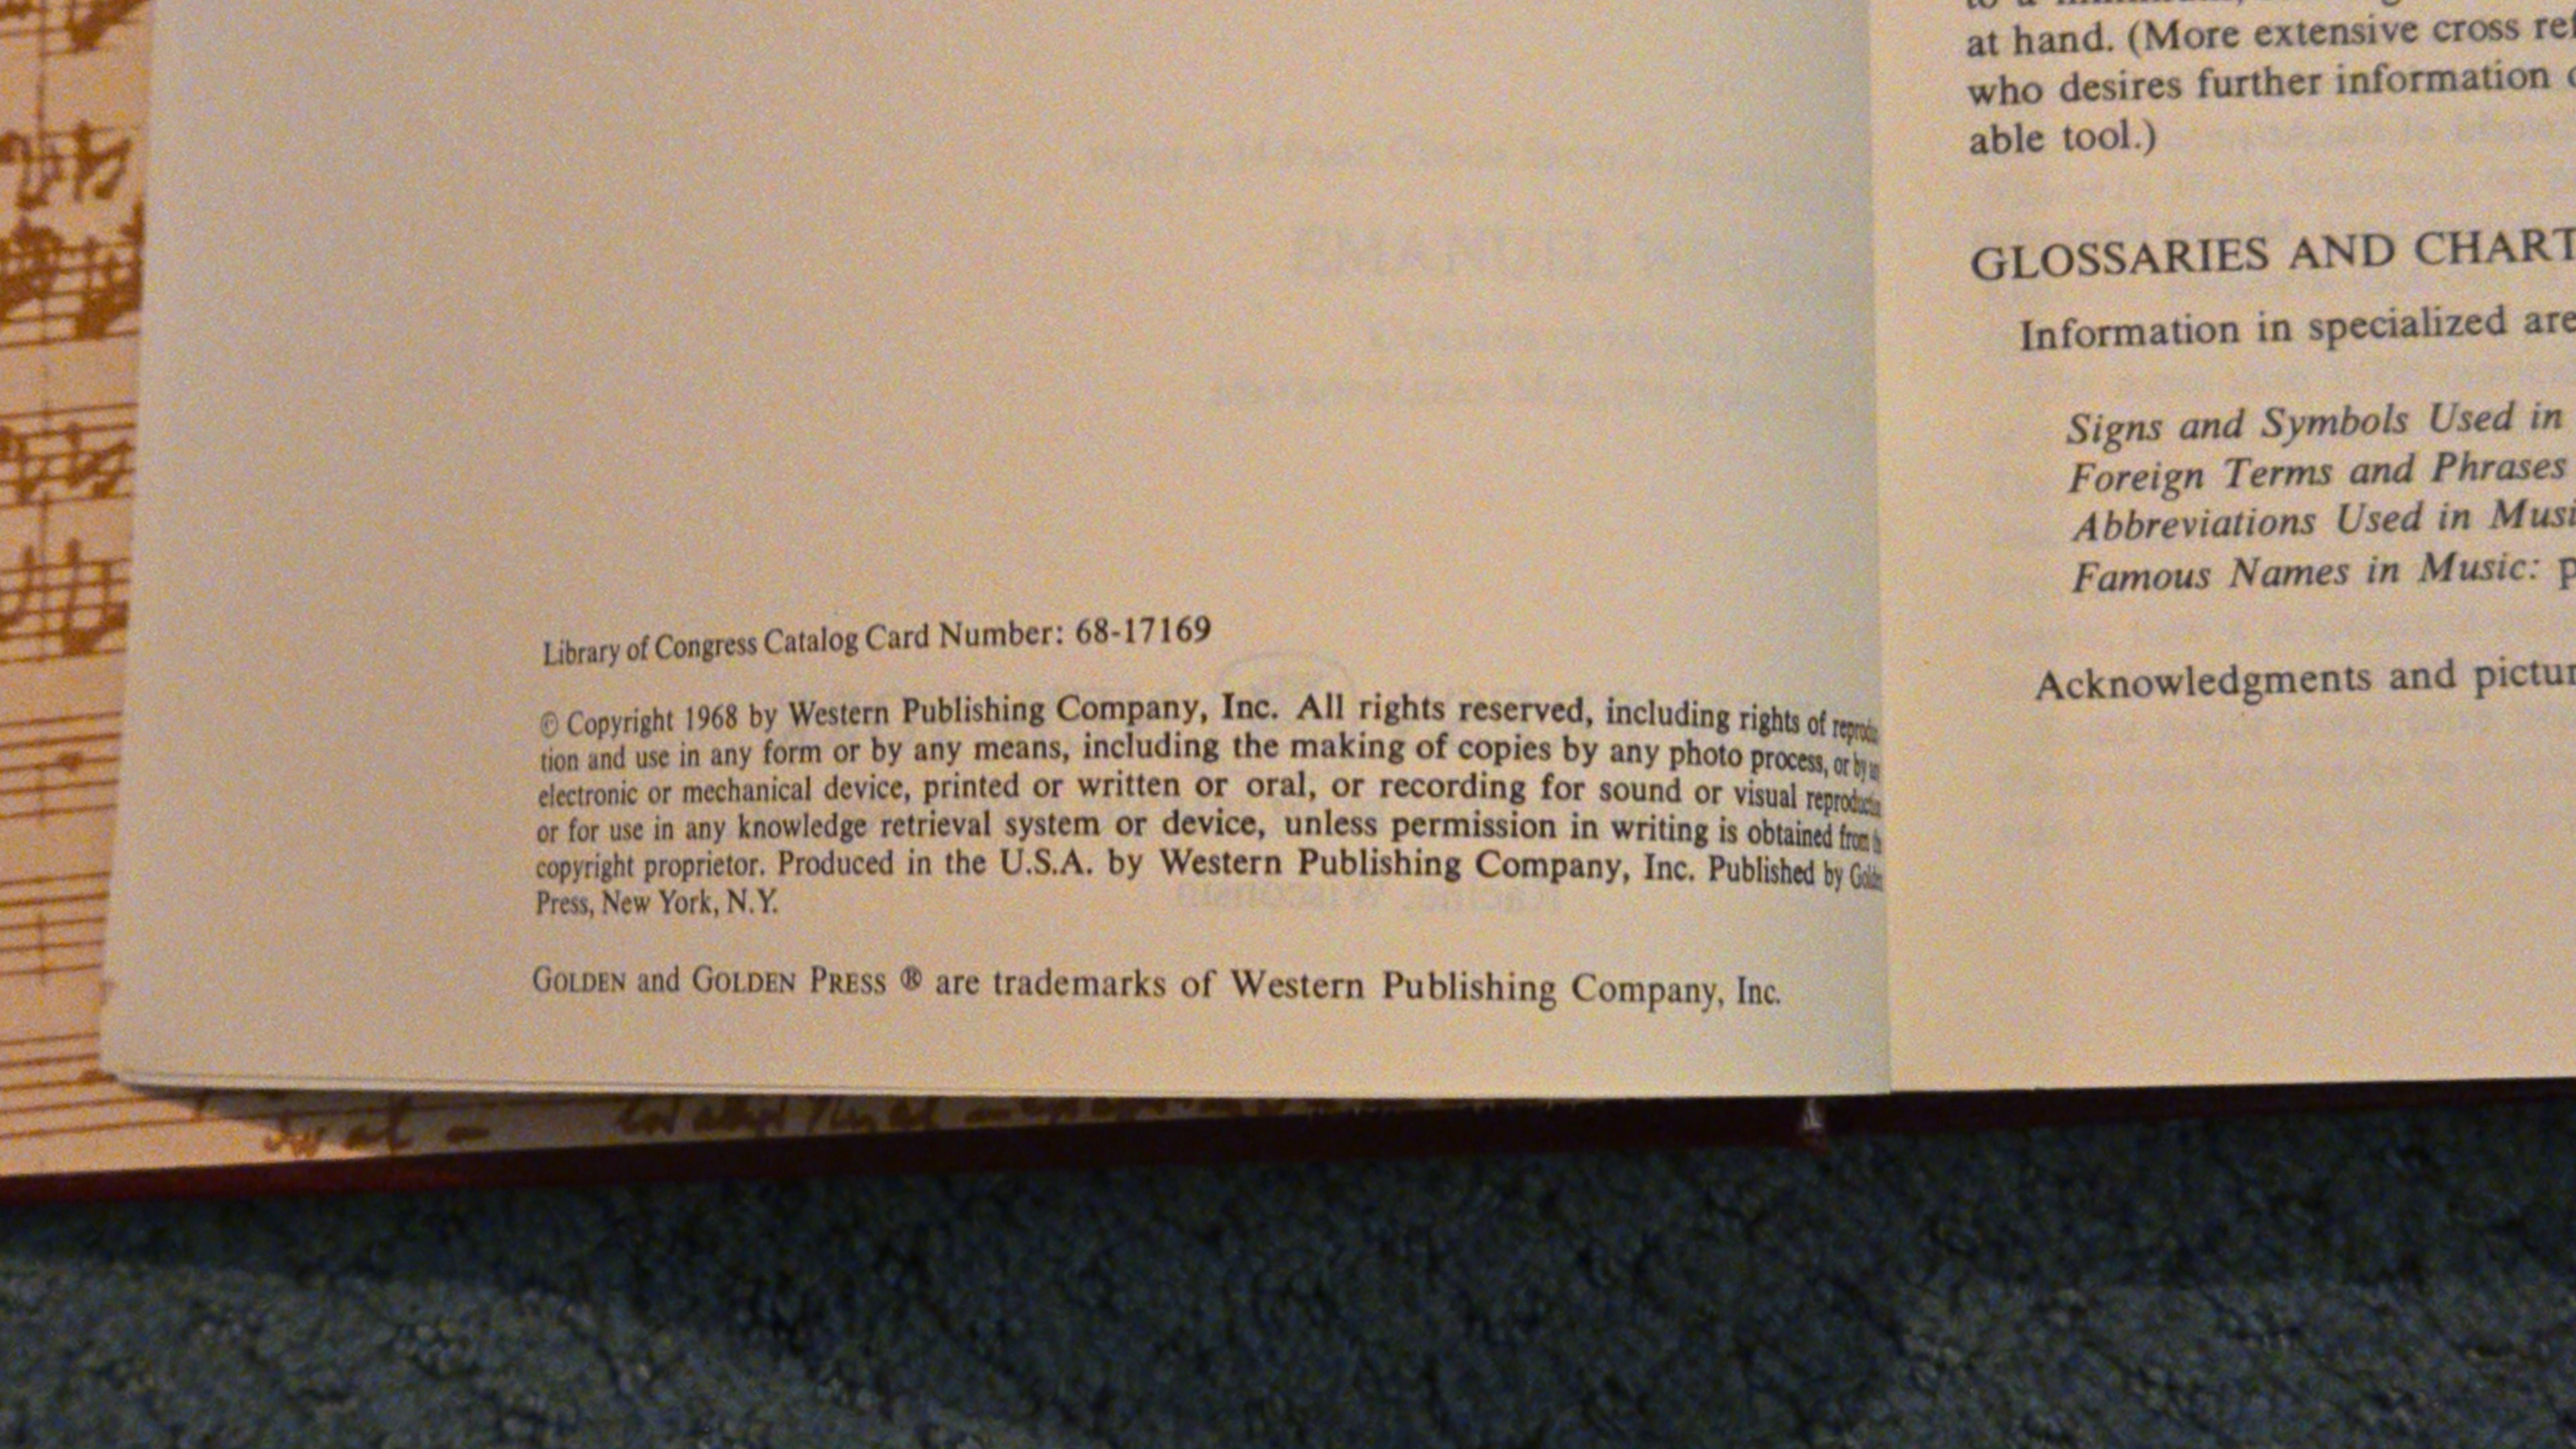 Library of Congress Catalog Card Number: 68-17169
© Copyright 1968 by Western Publishing Company, Inc. All rights reserved, including rights of
tion and use in any form or by any means, including the making of copies by any photo process, or by
electronic or mechanical device, printed or written or oral, or recording for sound or visual
or for use in any knowledge retrieval system or device, unless permission in writing is obtained from
copyright proprietor. Produced in the U.S.A. by Western Publishing Company, Inc. Published by
Press, New York, N.Y.
GOLDEN and GOLDEN PRESS ® are trademarks of Western Publishing Company, Inc.
at hand. (More extensive cross
who desires further information
able tool.)
GLOSSARIES AND CHART
Information in specialized
Signs and Symbols Used in
Foreign Terms and Phrases
Abbreviations Used in
Famous Names in Music:
Acknowledgments and